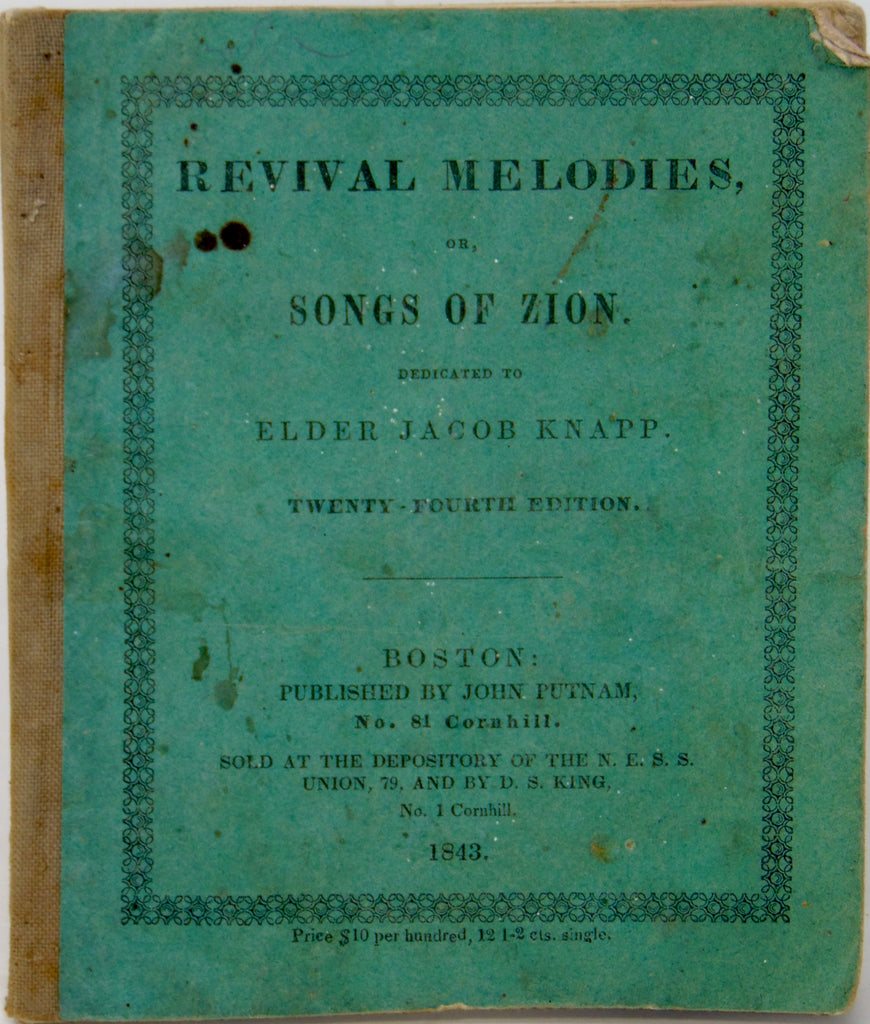 REVIVAL MELODIES,
OR,
SONGS OF ZION.
DEDICATED TO
ELDER JACOB KNAPP.
TWENTY-FOURTH EDITION.
BOSTON:
PUBLISHED BY JOHN PUTNAM,
No. 81 Cornhill.
SOLD AT THE DEPOSITORY OF THE N. E. S. S.
UNION, 79, AND BY D. S. KING,
No. 1 Cornhill.
1843.
Price $10 per hundred, 12 1-2 cts. single.